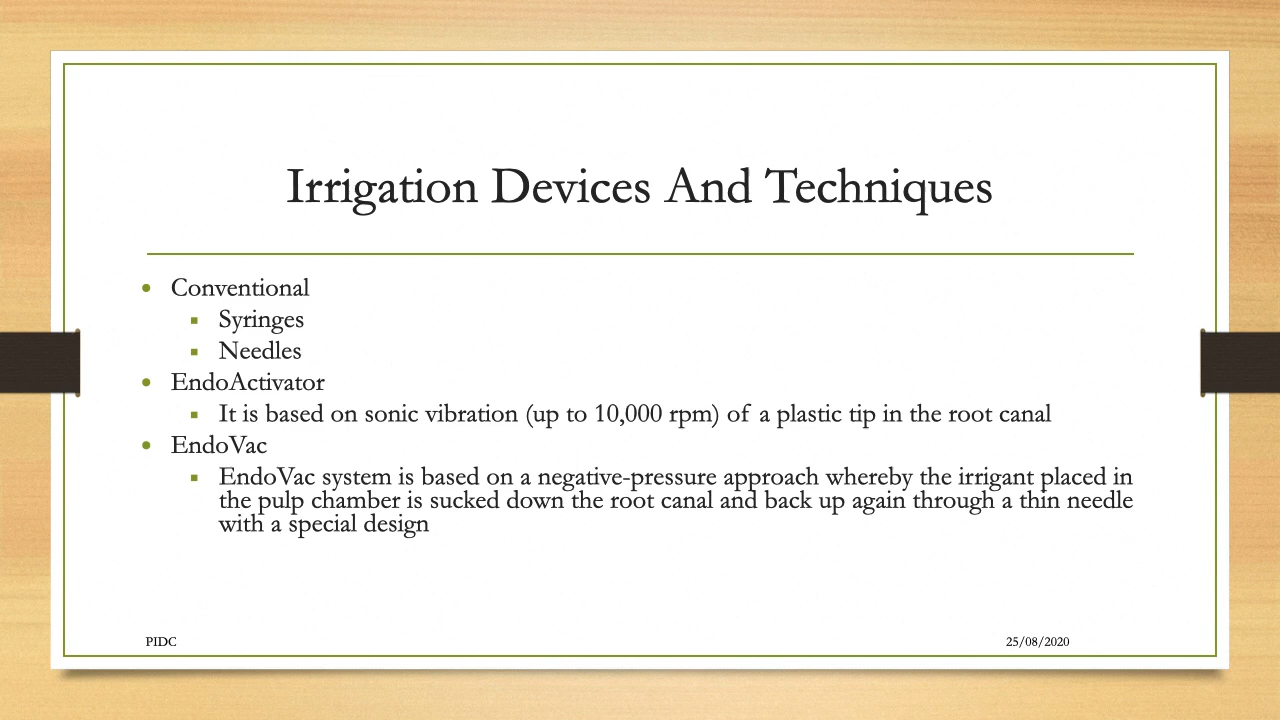 Irrigation Devices And Techniques
• Conventional
▪ Syringes
▪ Needles
• EndoActivator
▪ It is based on sonic vibration (up to 10,000 rpm) of a plastic tip in the root canal
• EndoVac
▪ EndoVac system is based on a negative-pressure approach whereby the irrigant placed in
the pulp chamber is sucked down the root canal and back up again through a thin needle
with a special design
PIDC
25/08/2020